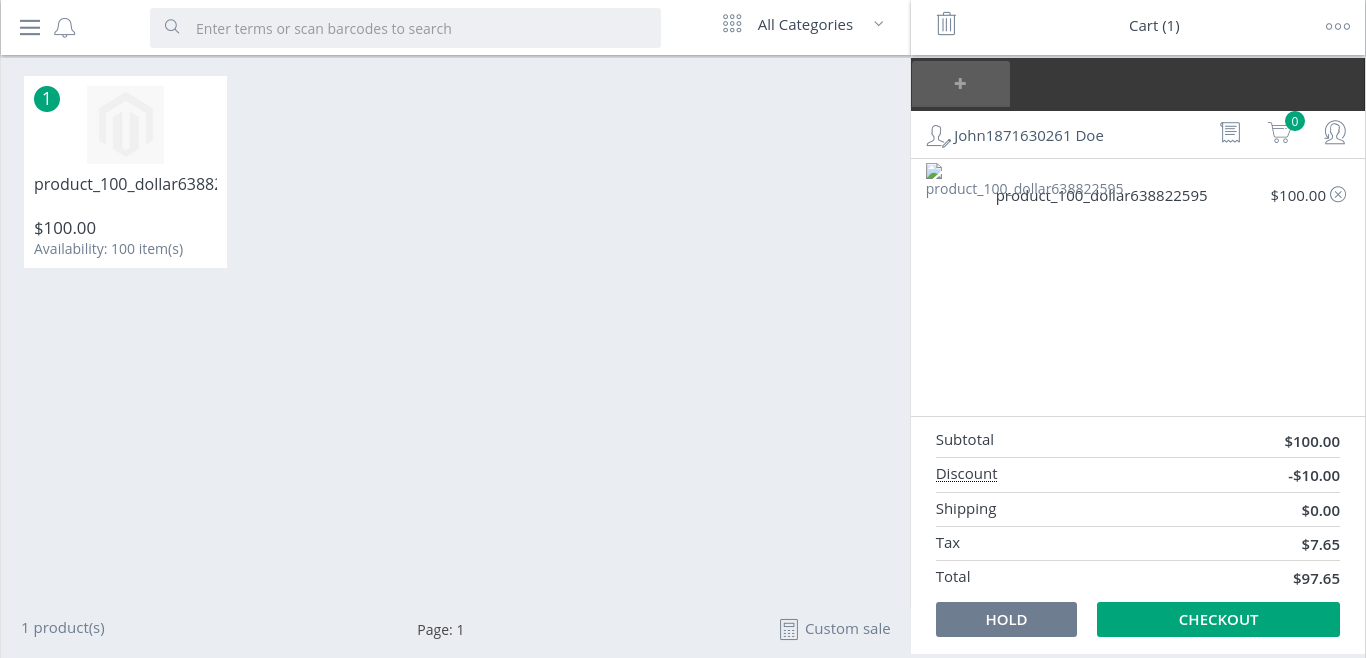 Enter terms or scan barcodes to search
All Categories
Cart (1)
1
product_100_dollar6388
$100.00
Availability: 100 item(s)
+
John1871630261 Doe
0
product_100_dollar638822595
product_100_dollar638822595
$100.00
Subtotal
$100.00
Discount
-$10.00
Shipping
$0.00
Tax
$7.65
Total
$97.65
HOLD
CHECKOUT
1 product(s)
Page: 1
Custom sale